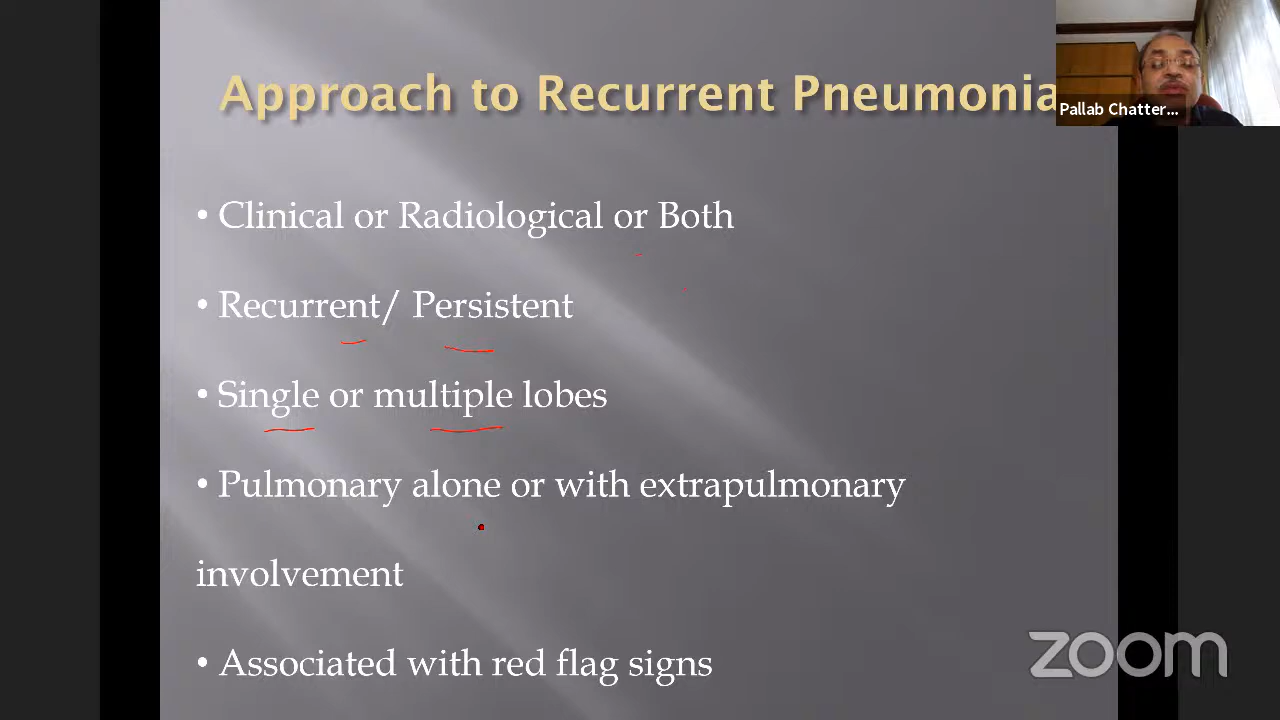 Approach to Recurrent Pneumonia
Pallab Chatter...
• Clinical or Radiological or Both
• Recurrent/ Persistent
• Single or multiple lobes
• Pulmonary alone or with extrapulmonary
involvement
• Associated with red flag signs
zoom